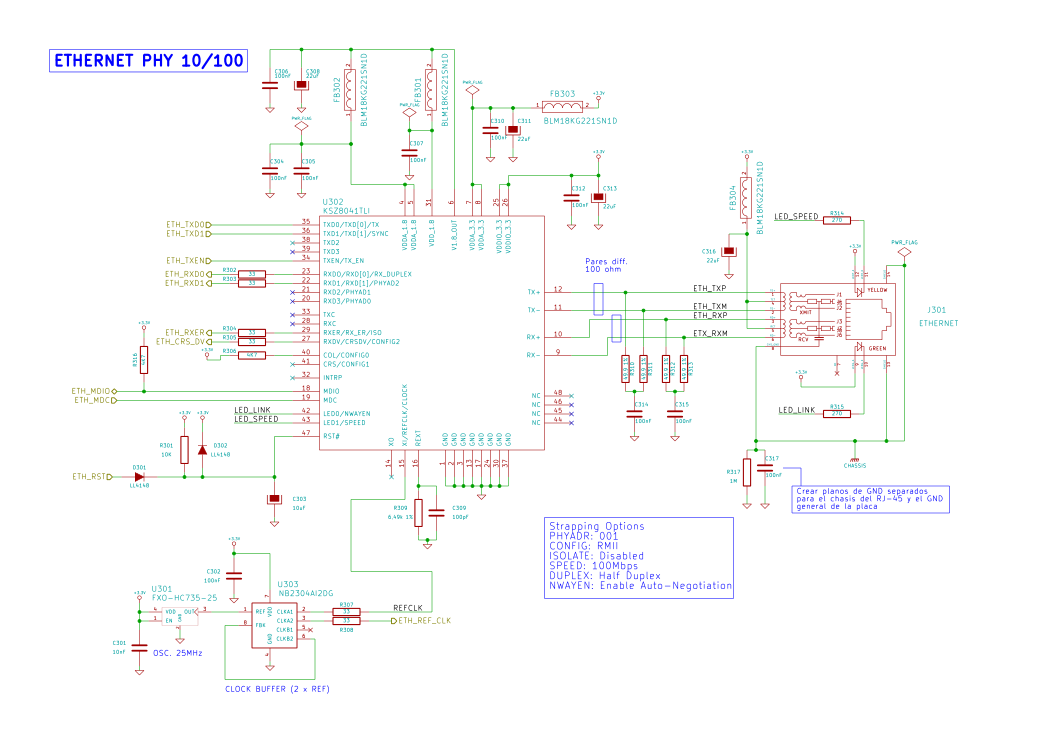 ETHERNET PHY 10/100
C306
100nF
C308
22uF
FB302
BLM18KG221SN1D
FB301
BLM18KG221SN1D
PWR_FLAG
PWR_FLAG
PWR_FLAG
C304
100nF
C305
100nF
C307
100nF
C310
100nF
C311
22uF
FB303
BLM18KG221SN1D
+3.3V
+3.3V
C312
100nF
C313
22uF
U302
KSZ8041TLI
4 5 31 6 7 8 25 26
VDDA_1.8
VDDA_1.8
VDD_1.8
V1.8_OUT
VDDA_3.3
VDDA_3.3
VDDIO_3.3
VDDIO_3.3
ETH_TXD0 35 TXD0/TXD[0]/TX
ETH_TXD1 36 TXD1/TXD[1]/SYNC
38 TXD2
39 TXD3
ETH_TXEN 34 TXEN/TX_EN
ETH_RXD0 R302 33 23 RXD0/RXD[0]/RX_DUPLEX
ETH_RXD1 R303 33 22 RXD1/RXD[1]/PHYAD2
21 RXD2/PHYAD1
20 RXD3/PHYAD0
33 TXC
28 RXC
ETH_RXER R304 33 29 RXER/RX_ER/ISO
ETH_CRS_DV R305 33 27 RXDV/CRSDV/CONFIG2
+3.3V R306 4K7 40 COL/CONFIG0
41 CRS/CONFIG1
32 INTRP
+3.3V
R316
4K7
ETH_MDIO 18 MDIO
ETH_MDC 19 MDC
LED_LINK 42 LED0/NWAYEN
LED_SPEED 43 LED1/SPEED
47 RST#
XO
XI/REFCLK/CLOCK
REXT
GND GND GND GND GND GND GND GND
14 15 16 1 2 3 13 17 24 30 37
TX+ 12
TX- 11
RX+ 10
RX- 9
NC 48
NC 46
NC 45
NC 44
Pares diff.
100 ohm
ETH_TXP
ETH_TXM
ETH_RXP
ETX_RXM
49.9 1%
R310
49.9 1%
R311
49.9 1%
R312
49.9 1%
R313
C314
100nF
C315
100nF
+3.3V
FB304
BLM18KG221SN1D
C316
22uF
LED_SPEED
R314
270
+3.3V
PWR_FLAG
YELLOW
XMIT
RCV
GREEN
J301
ETHERNET
+3.3V
LED_LINK
R315
270
R317
1M
C317
100nF
CHASSIS
Crear planos de GND separados
para el chasis del RJ-45 y el GND
general de la placa
+3.3V
+3.3V
R301
10K
D302
LL4148
ETH_RST
D301
LL4148
C303
10uF
R309
6.49k 1%
C309
100pF
Strapping Options
PHYADR: 001
CONFIG: RMII
ISOLATE: Disabled
SPEED: 100Mbps
DUPLEX: Half Duplex
NWAYEN: Enable Auto-Negotiation
+3.3V
C302
100nF
U301
FXO-HC735-25
+3.3V
4 VDD OUT 3
1 EN
GND
2
C301
10nF
OSC. 25MHz
U303
NB2304AI2DG
7
VDD
1 REF
8 FBK
GND
4
CLKA1 2
CLKA2 3
CLKB1 5
CLKB2 6
R307
33
33
R308
REFCLK
ETH_REF_CLK
CLOCK BUFFER (2 x REF)